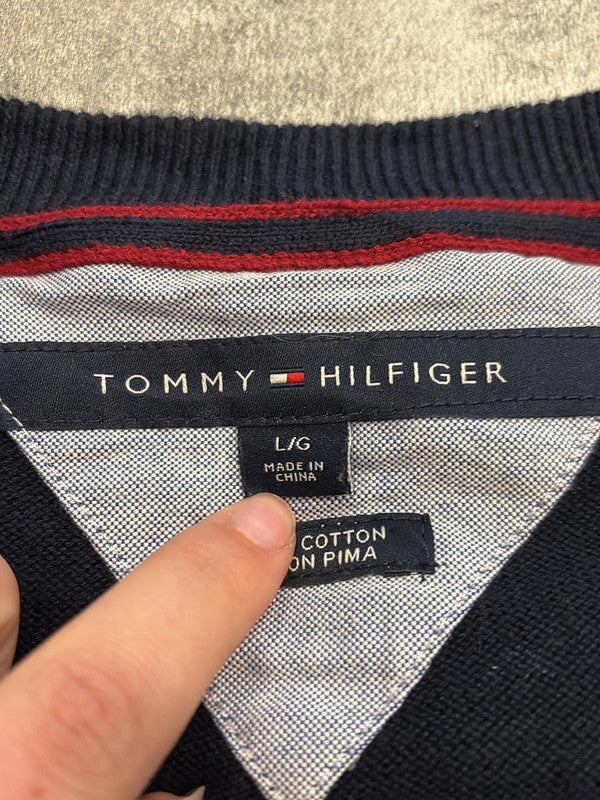 TOMMY HILFIGER
L/G
MADE IN
CHINA
COTTON
PIMA